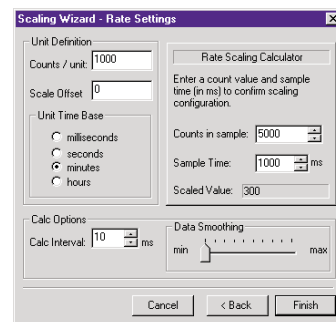 Scaling Wizard - Rate Settings
Unit Definition
Counts / unit: 1000
Scale Offset 0
Unit Time Base
milliseconds
seconds
minutes
hours
Rate Scaling Calculator
Enter a count value and sample
time (in ms) to confirm scaling
configuration.
Counts in sample: 5000
Sample Time: 1000 ms
Scaled Value: 300
Calc Options
Calc Interval: 10 ms
Data Smoothing
min max
Cancel < Back Finish